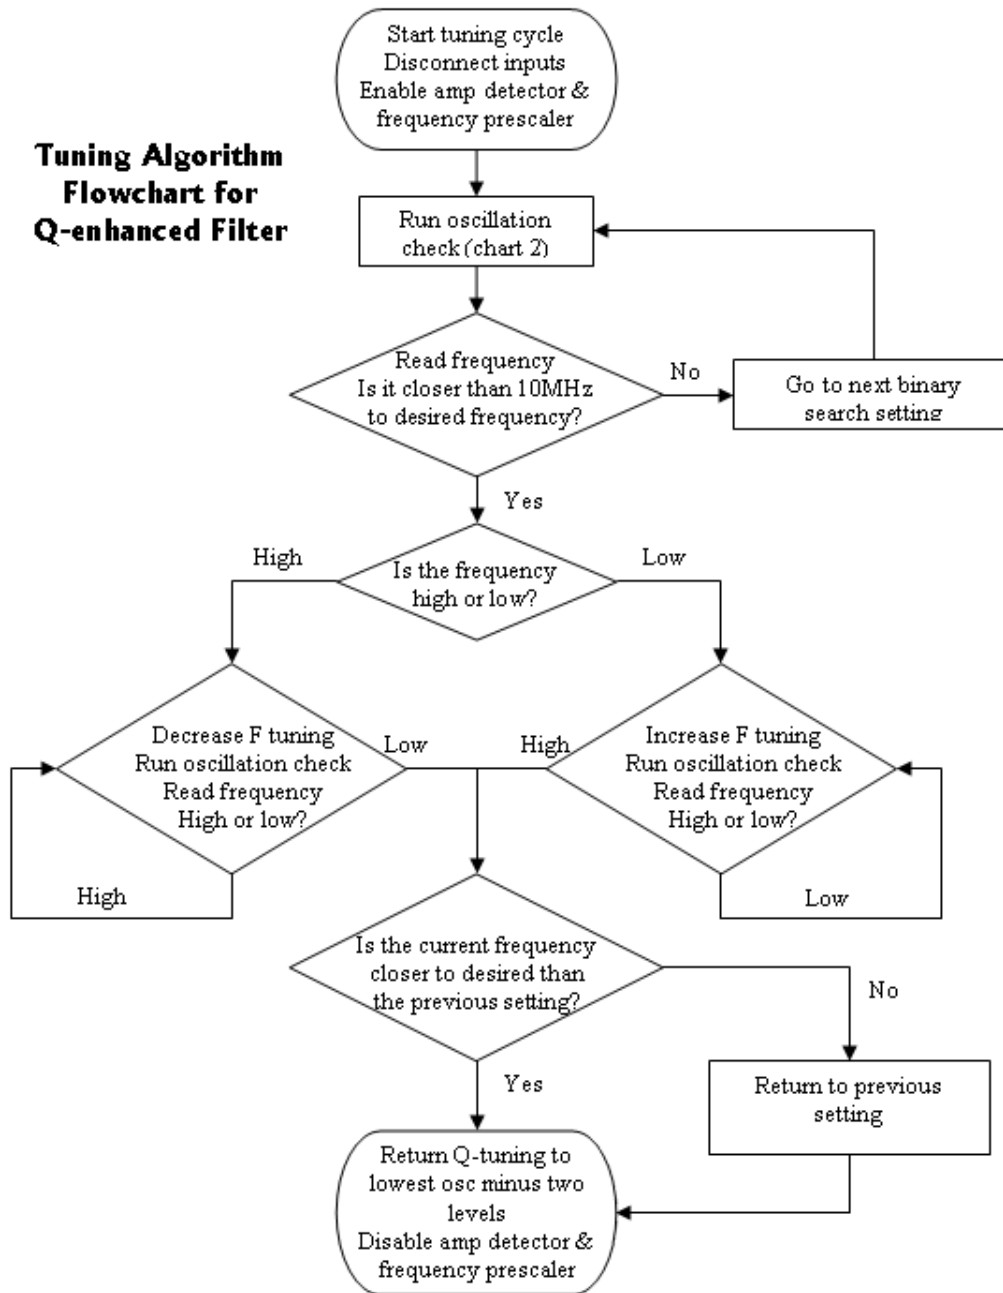 Start tuning cycle
Disconnect inputs
Enable amp detector &
frequency prescaler
Tuning Algorithm
Flowchart for
Q-enhanced Filter
Run oscillation
check (chart 2)
Read frequency
Is it closer than 10MHz
to desired frequency?
No
Go to next binary
search setting
Yes
Is the frequency
high or low?
High
Low
Decrease F tuning
Run oscillation check
Read frequency
High or low?
Low
High
High
Increase F tuning
Run oscillation check
Read frequency
High or low?
Low
Is the current frequency
closer to desired than
the previous setting?
No
Return to previous
setting
Yes
Return Q-tuning to
lowest osc minus two
levels
Disable amp detector &
frequency prescaler